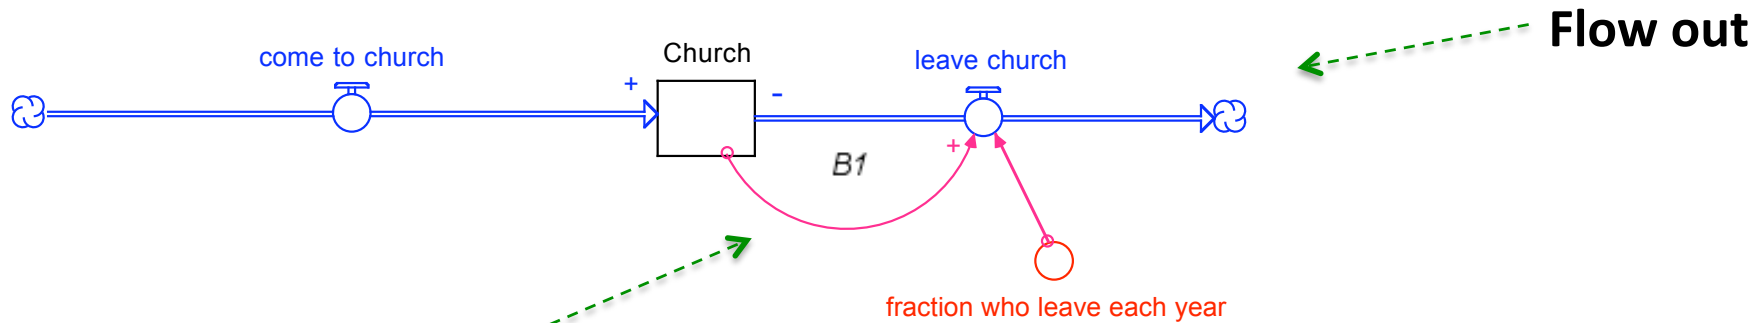 Flow out
come to church
Church
leave church
+
-
+
B1
fraction who leave each year